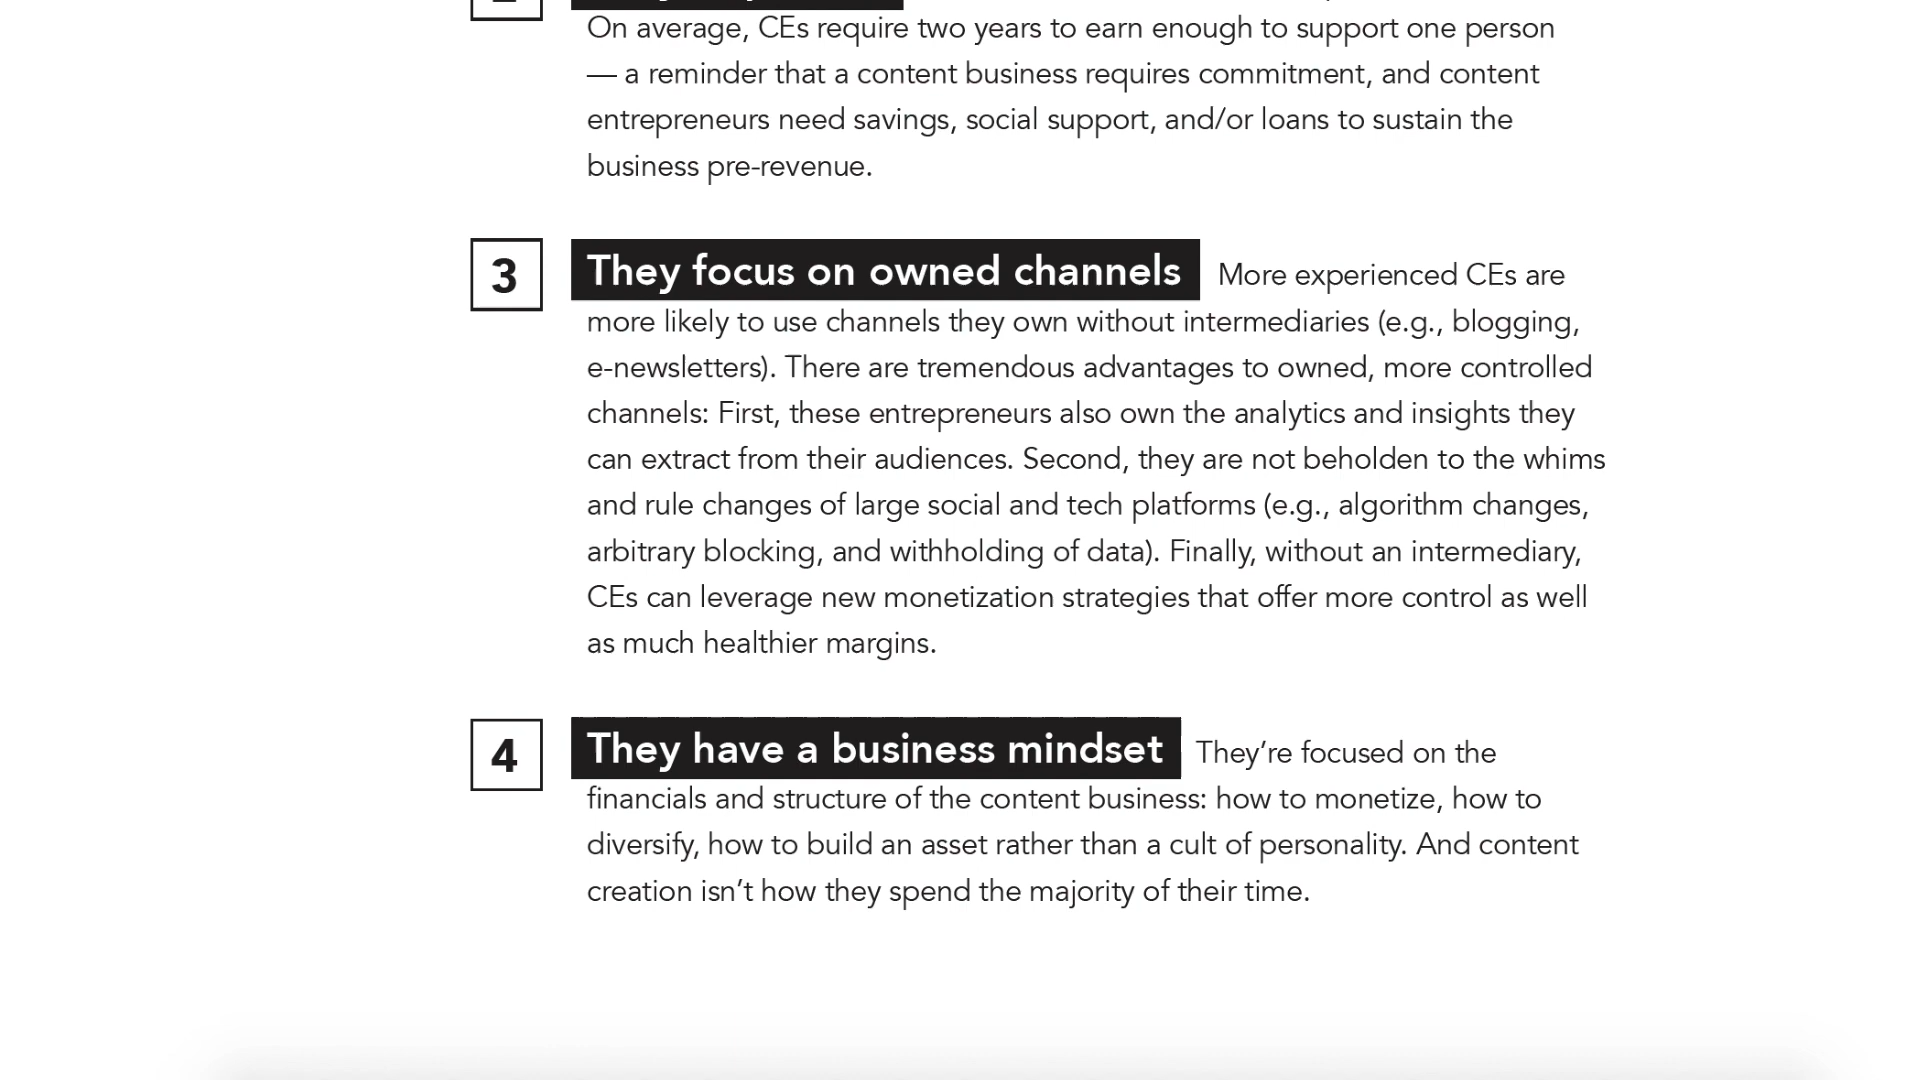 On average, CEs require two years to earn enough to support one person
— a reminder that a content business requires commitment, and content
entrepreneurs need savings, social support, and/or loans to sustain the
business pre-revenue.
3 They focus on owned channels More experienced CEs are
more likely to use channels they own without intermediaries (e.g., blogging,
e-newsletters). There are tremendous advantages to owned, more controlled
channels: First, these entrepreneurs also own the analytics and insights they
can extract from their audiences. Second, they are not beholden to the whims
and rule changes of large social and tech platforms (e.g., algorithm changes,
arbitrary blocking, and withholding of data). Finally, without an intermediary,
CEs can leverage new monetization strategies that offer more control as well
as much healthier margins.
4 They have a business mindset They’re focused on the
financials and structure of the content business: how to monetize, how to
diversify, how to build an asset rather than a cult of personality. And content
creation isn’t how they spend the majority of their time.